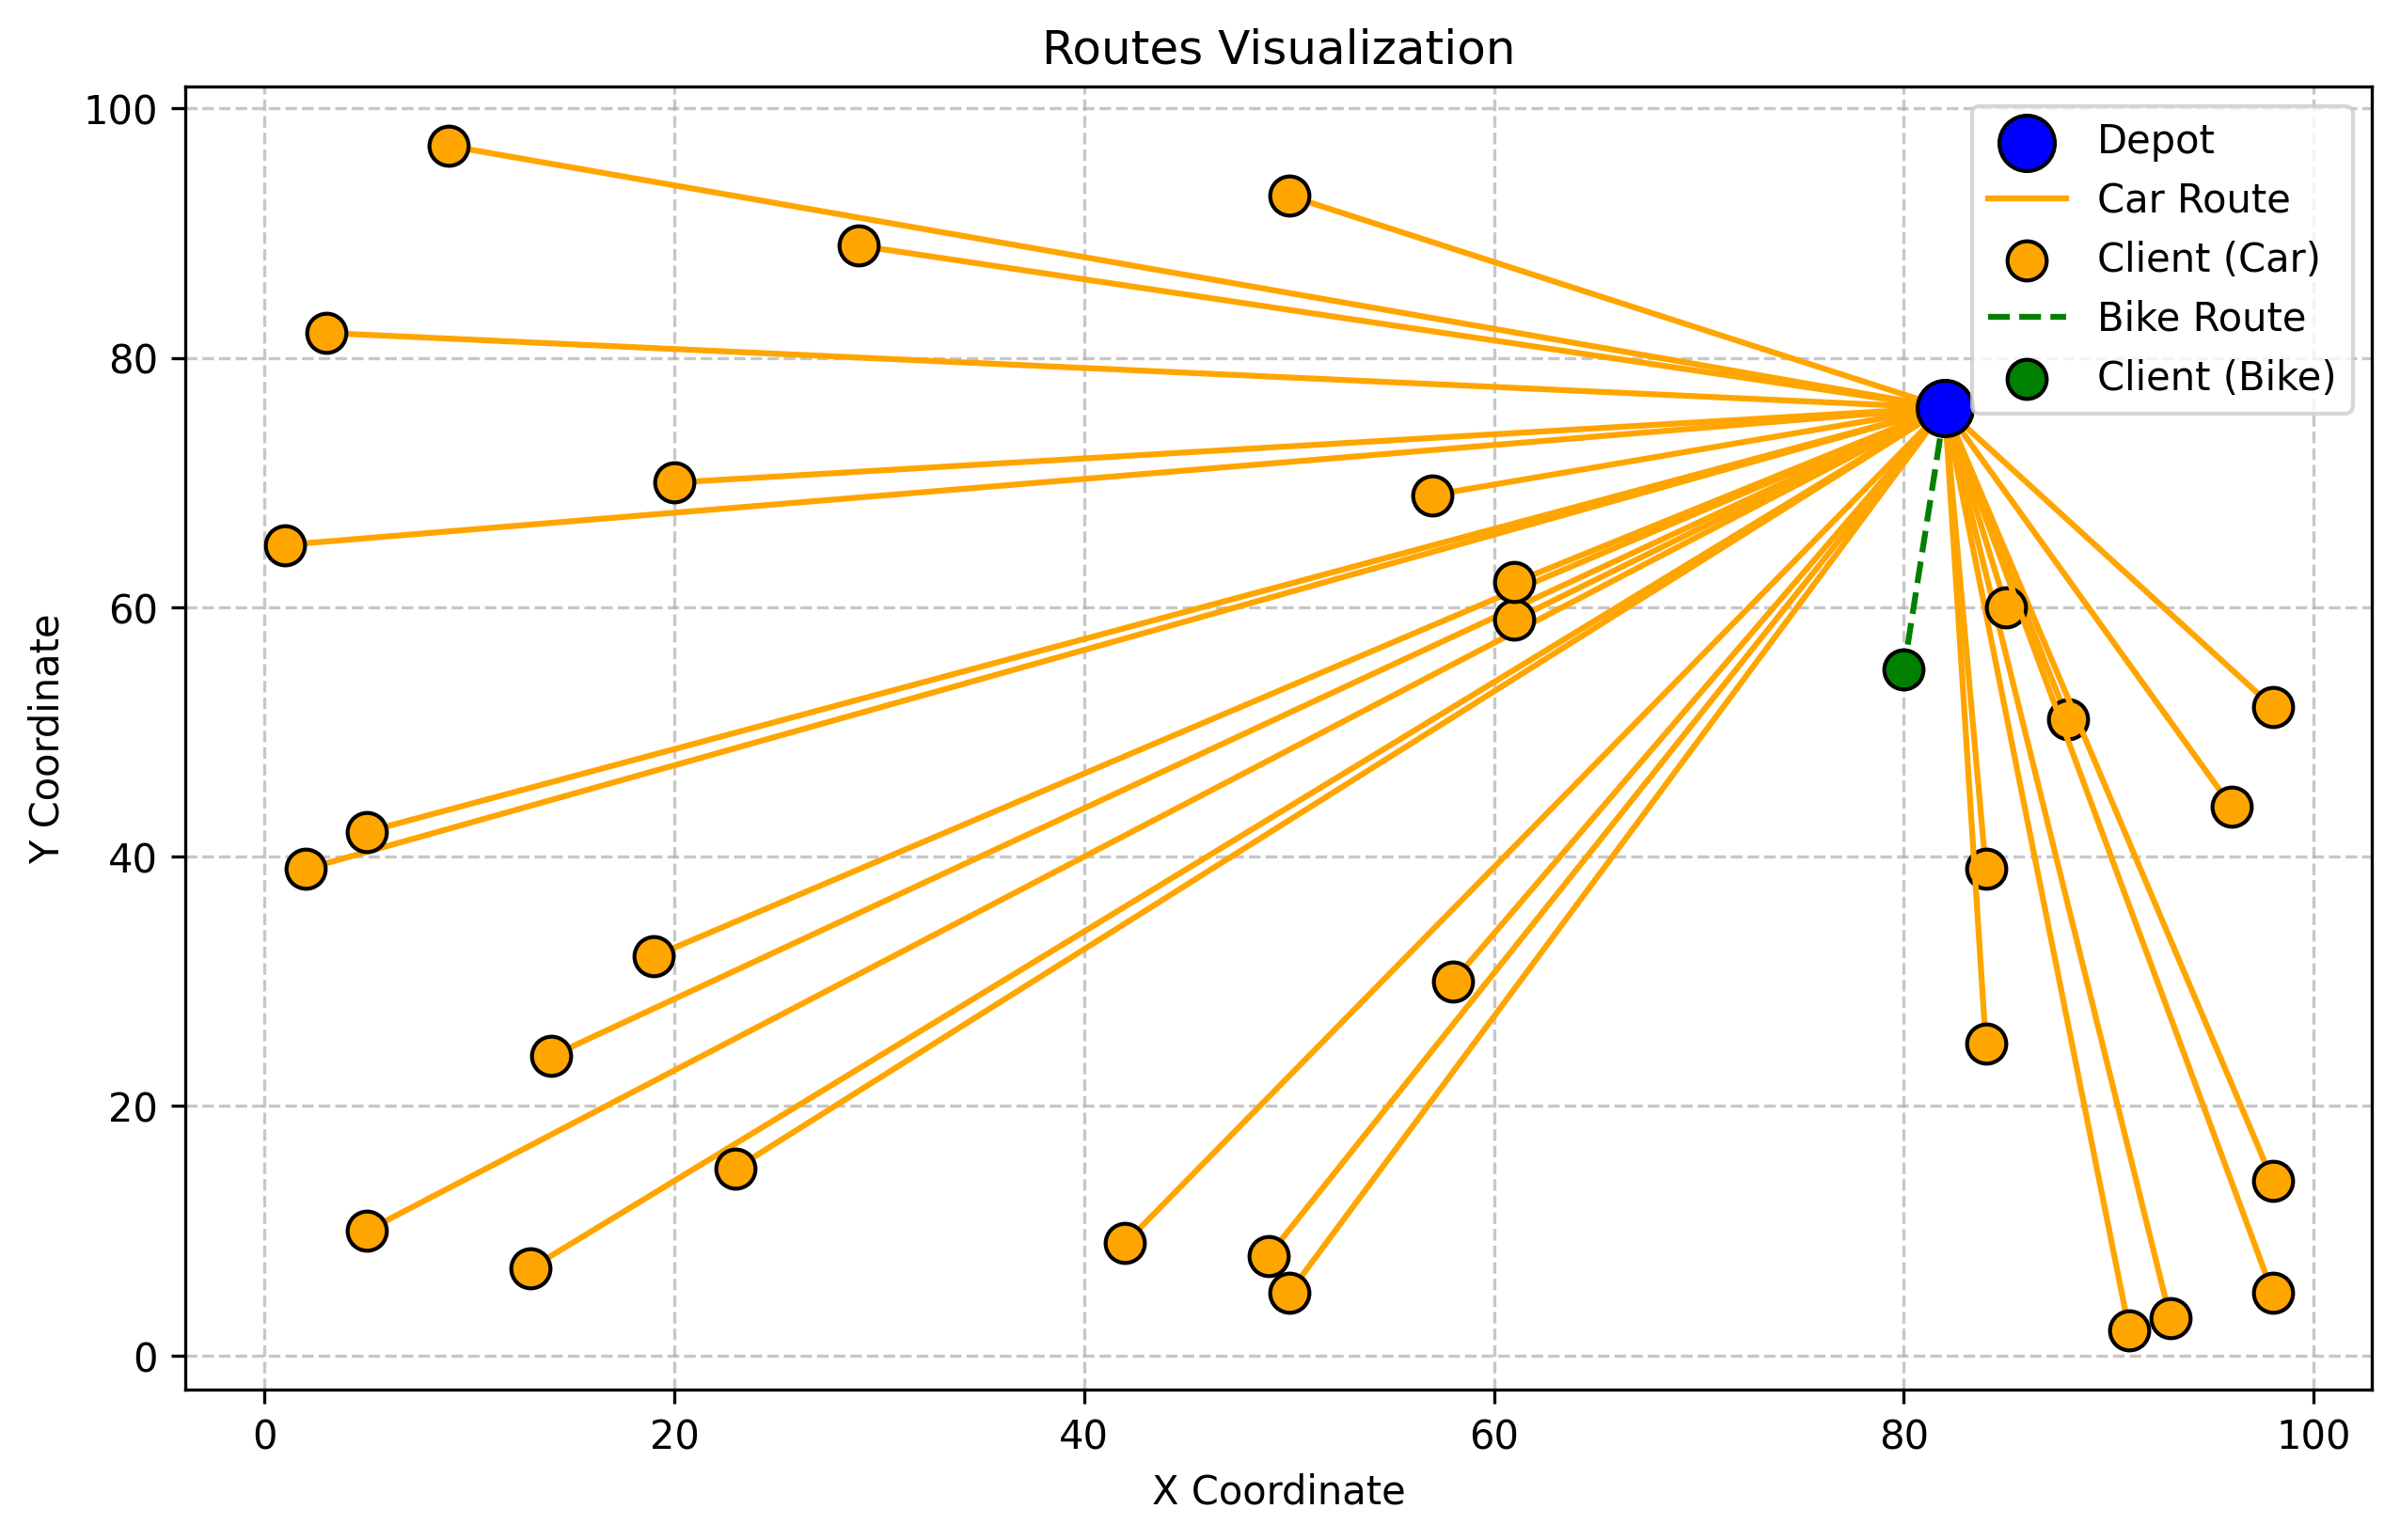 Routes Visualization
100
80
60
40
20
0
Y Coordinate
Depot
Car Route
Client (Car)
Bike Route
Client (Bike)
0 20 40 60 80 100
X Coordinate